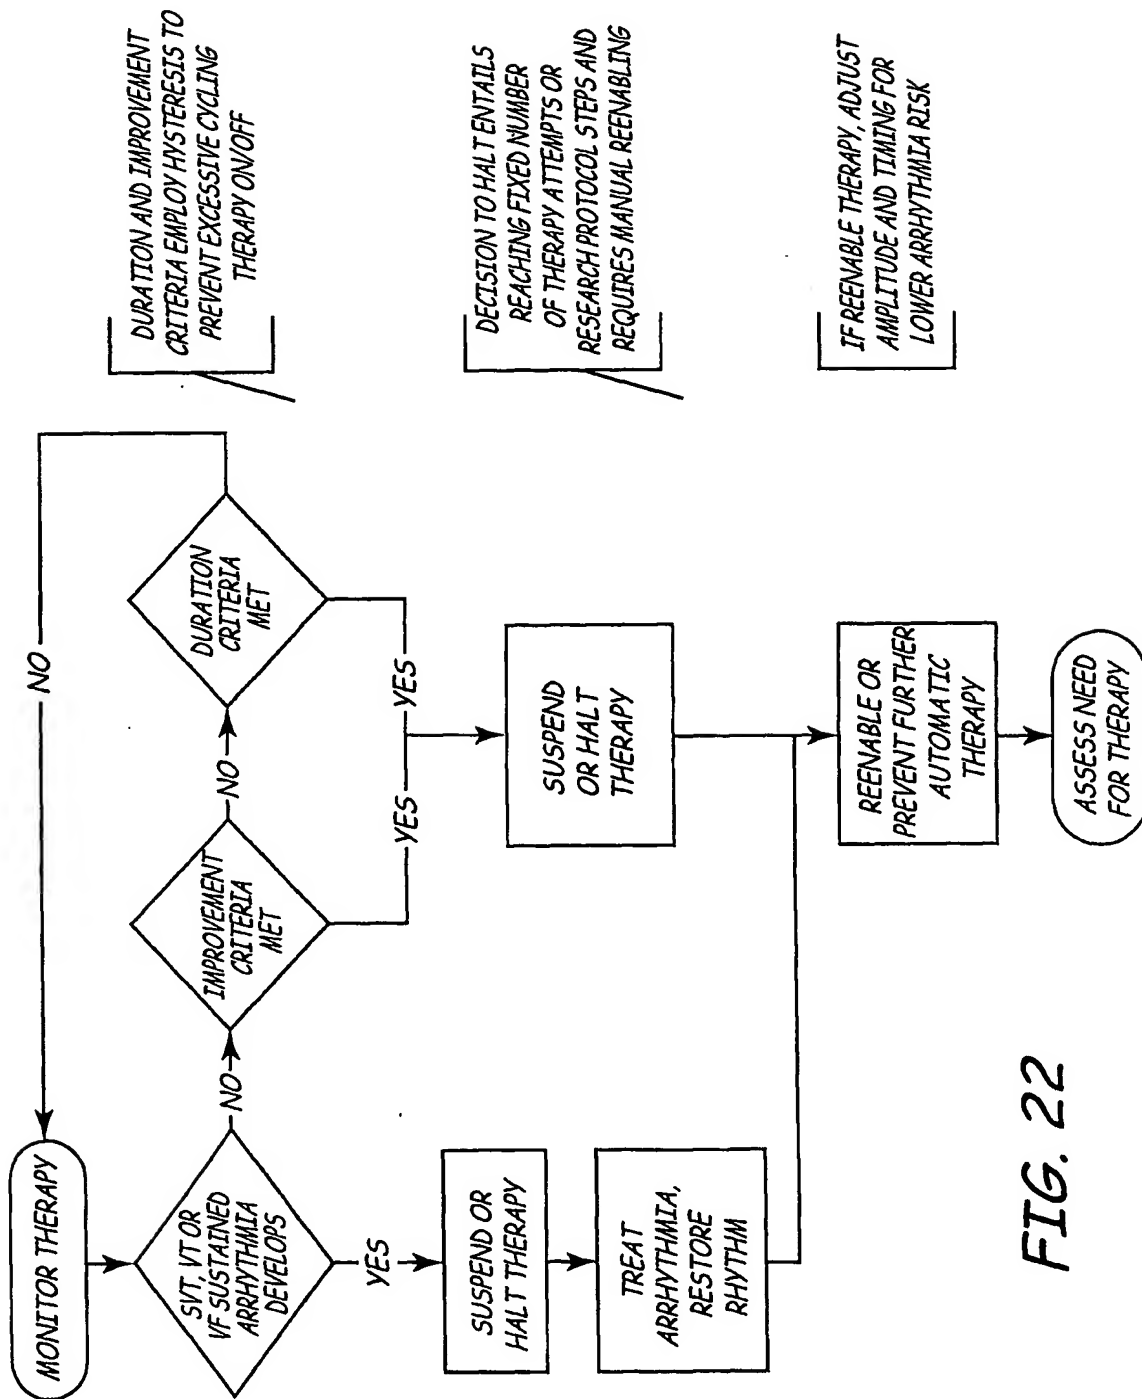 MONITOR THERAPY
NO
SVT, VT OR
VF SUSTAINED
ARRHYTHMIA
DEVELOPS
NO
IMPROVEMENT
CRITERIA
MET
NO
DURATION
CRITERIA
MET
YES
YES
YES
SUSPEND OR
HALT THERAPY
TREAT
ARRHYTHMIA,
RESTORE
RHYTHM
SUSPEND
OR HALT
THERAPY
REENABLE OR
PREVENT FURTHER
AUTOMATIC
THERAPY
ASSESS NEED
FOR THERAPY
DURATION AND IMPROVEMENT
CRITERIA EMPLOY HYSTERESIS TO
PREVENT EXCESSIVE CYCLING
THERAPY ON/OFF
DECISION TO HALT ENTAILS
REACHING FIXED NUMBER
OF THERAPY ATTEMPTS OR
RESEARCH PROTOCOL STEPS AND
REQUIRES MANUAL REENABLING
IF REENABLE THERAPY, ADJUST
AMPLITUDE AND TIMING FOR
LOWER ARRHYTHMIA RISK
FIG. 22